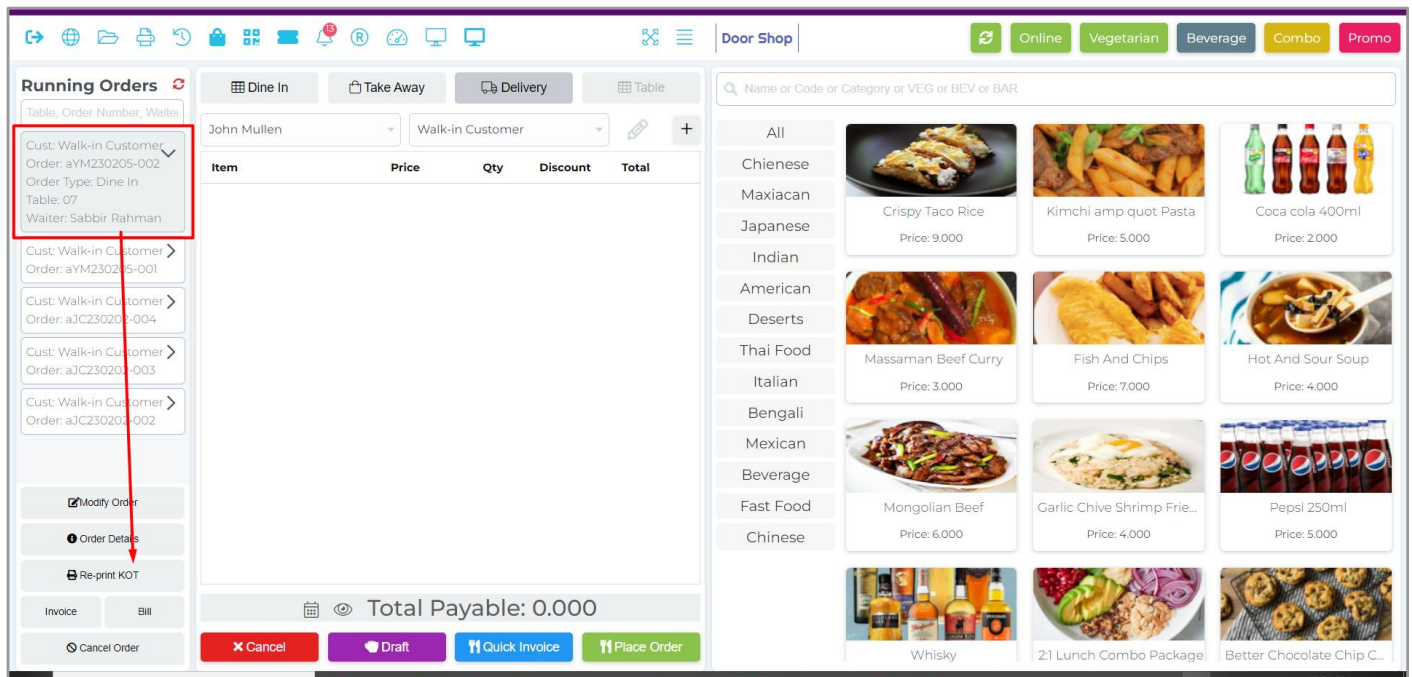 13
R
Door Shop
Online
Vegetarian
Beverage
Combo
Promo
Running Orders
Table, Order Number, Waiter
Cust: Walk-in Customer
Order: aYM230205-002
Order Type: Dine In
Table: 07
Waiter: Sabbir Rahman
Cust: Walk-in Customer
Order: aYM230205-001
Cust: Walk-in Customer
Order: aJC230202-004
Cust: Walk-in Customer
Order: aJC230202-003
Cust: Walk-in Customer
Order: aJC230202-002
Modify Order
Order Details
Re-print KOT
Invoice
Bill
Cancel Order
Dine In
Take Away
Delivery
Table
John Mullen
Walk-in Customer
+
Item Price Qty Discount Total
Total Payable: 0.000
Cancel
Draft
Quick Invoice
Place Order
Name or Code or Category or VEG or BEV or BAR
All
Chienese
Maxiacan
Japanese
Indian
American
Deserts
Thai Food
Italian
Bengali
Mexican
Beverage
Fast Food
Chinese
Crispy Taco Rice
Price: 9.000
Kimchi amp quot Pasta
Price: 5.000
Coca cola 400ml
Price: 2.000
Massaman Beef Curry
Price: 3.000
Fish And Chips
Price: 7.000
Hot And Sour Soup
Price: 4.000
Mongolian Beef
Price: 6.000
Garlic Chive Shrimp Frie...
Price: 4.000
pepsi pepsi pepsi pepsi
Pepsi 250ml
Price: 5.000
Whisky
2:1 Lunch Combo Package
Better Chocolate Chip C...